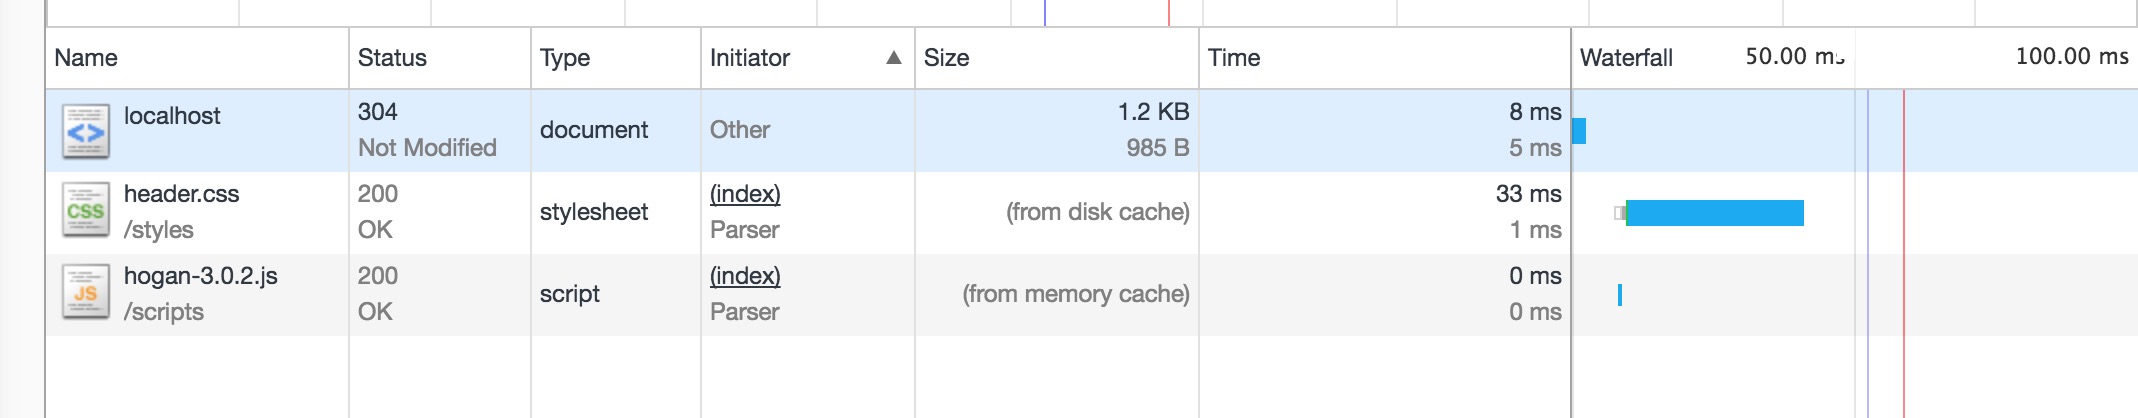 Name Status Type Initiator ▲ Size Time Waterfall 50.00 ms 100.00 ms
<> localhost 304 Not Modified document Other 1.2 KB 985 B 8 ms 5 ms
CSS header.css /styles 200 OK stylesheet (index) Parser (from disk cache) 33 ms 1 ms
JS hogan-3.0.2.js /scripts 200 OK script (index) Parser (from memory cache) 0 ms 0 ms